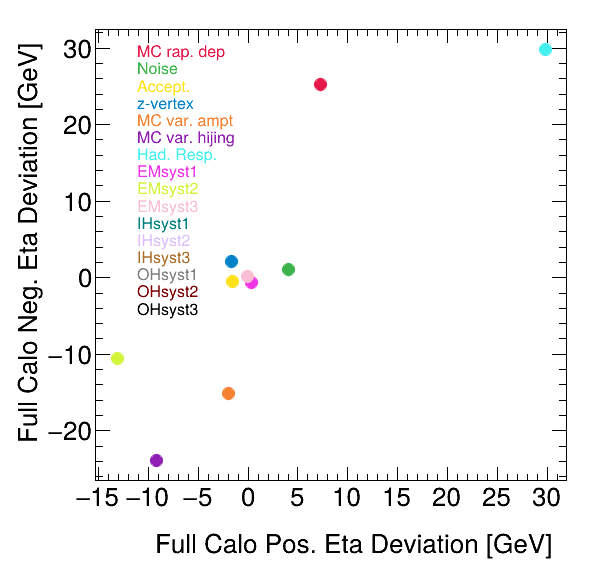 30
20
10
0
−10
−20
MC rap. dep
Noise
Accept.
z-vertex
MC var. ampt
MC var. hijing
Had. Resp.
EMsyst1
EMsyst2
EMsyst3
IHsyst1
IHsyst2
IHsyst3
OHsyst1
OHsyst2
OHsyst3
Full Calo Neg. Eta Deviation [GeV]
−15 −10 −5 0 5 10 15 20 25 30
Full Calo Pos. Eta Deviation [GeV]